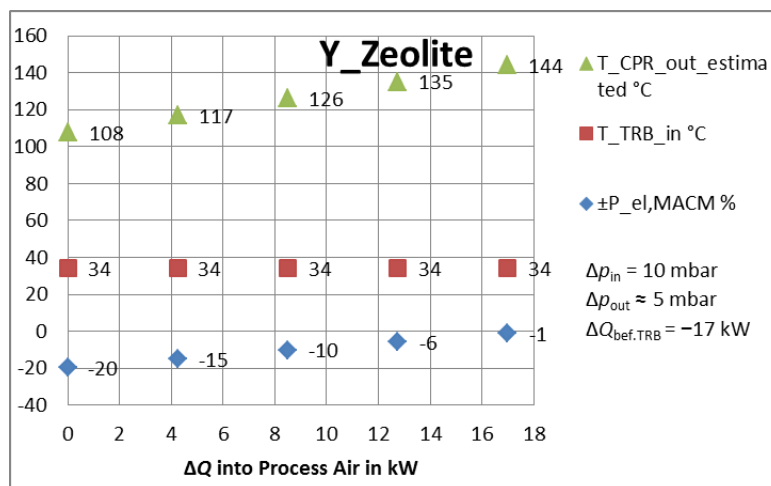 Y_Zeolite
160
140
120
100
80
60
40
20
0
-20
-40
108
117
126
135
144
34
34
34
34
34
-20
-15
-10
-6
-1
0 2 4 6 8 10 12 14 16 18
ΔQ into Process Air in kW
T_CPR_out_estima
ted °C
T_TRB_in °C
±P_el,MACM %
Δp_in = 10 mbar
Δp_out ≈ 5 mbar
ΔQ_bef.TRB = −17 kW